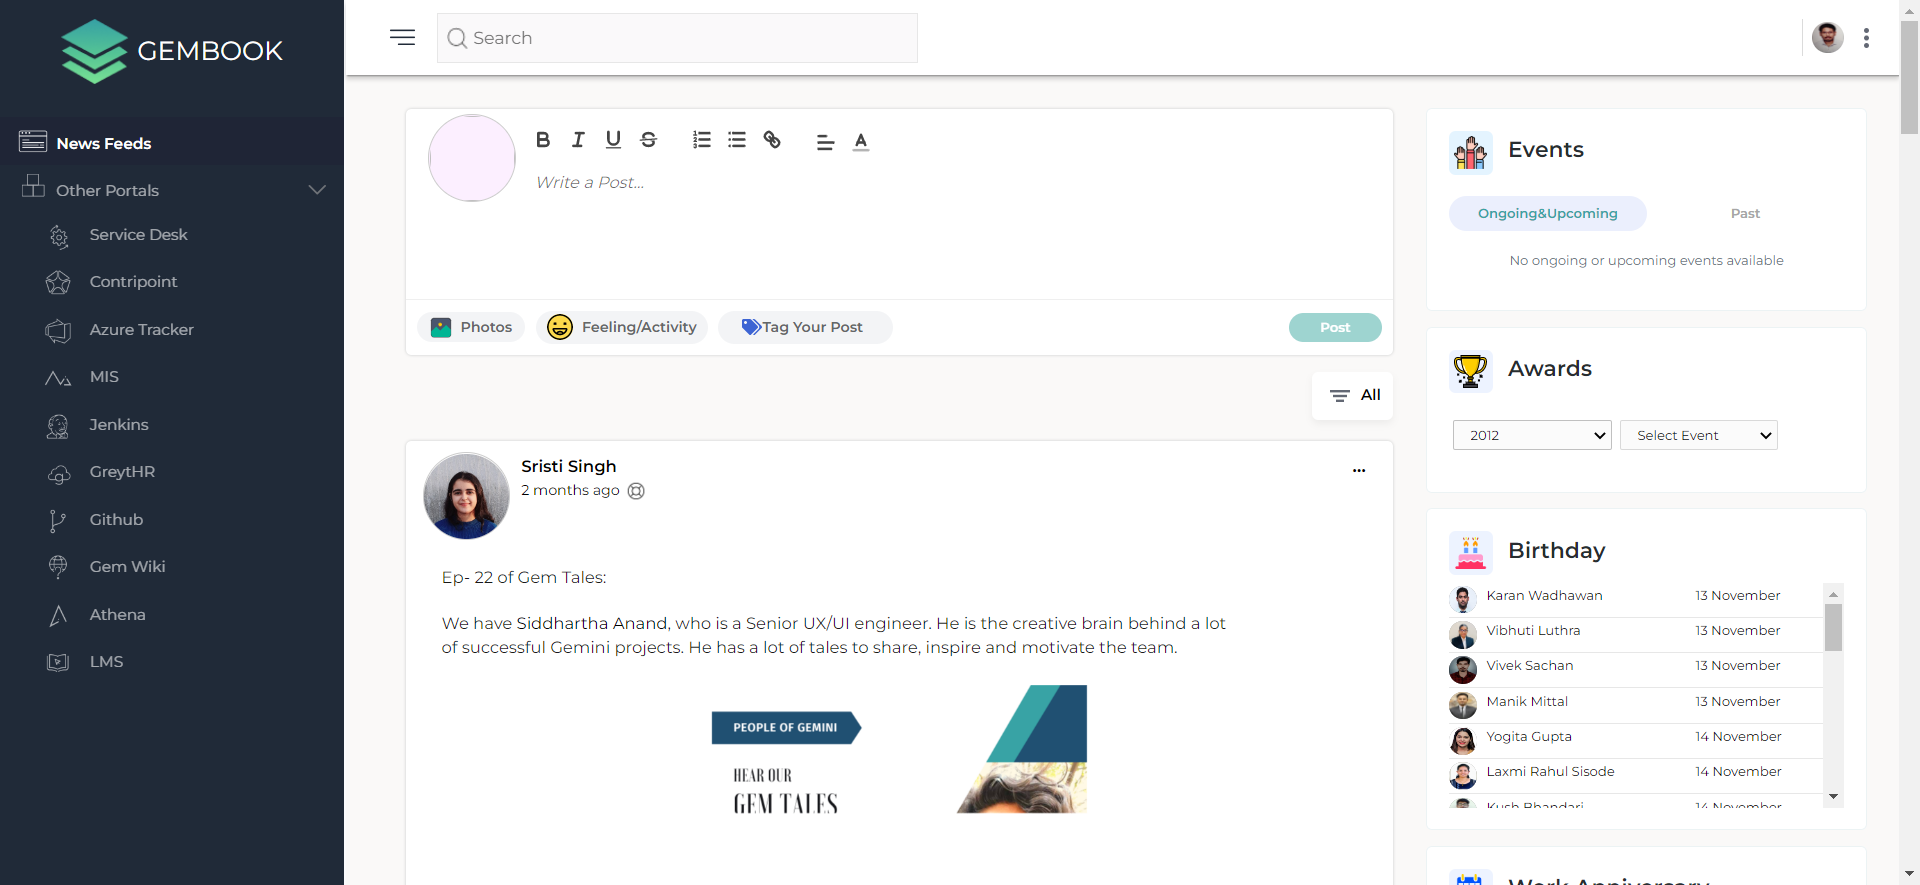 GEMBOOK
News Feeds
Other Portals
Service Desk
Contripoint
Azure Tracker
MIS
Jenkins
GreytHR
Github
Gem Wiki
Athena
LMS
Search
B I U S A
Write a Post...
Photos
Feeling/Activity
Tag Your Post
Post
All
Sristi Singh
2 months ago
Ep- 22 of Gem Tales:
We have Siddhartha Anand, who is a Senior UX/UI engineer. He is the creative brain behind a lot
of successful Gemini projects. He has a lot of tales to share, inspire and motivate the team.
PEOPLE OF GEMINI
HEAR OUR
GEM TALES
Events
Ongoing&Upcoming
Past
No ongoing or upcoming events available
Awards
2012
Select Event
Birthday
Karan Wadhawan 13 November
Vibhuti Luthra 13 November
Vivek Sachan 13 November
Manik Mittal 13 November
Yogita Gupta 14 November
Laxmi Rahul Sisode 14 November
Kush Bhandari 14 November
Work Anniversary